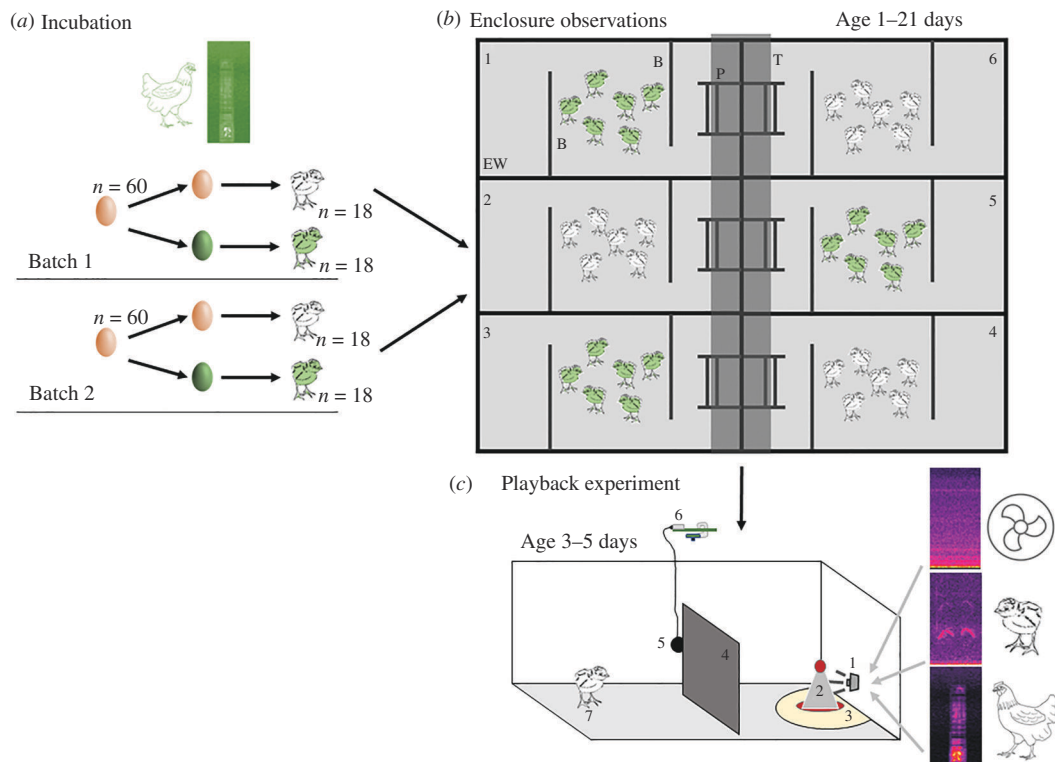 (a) Incubation
n = 60
n = 18
n = 18
Batch 1
n = 60
n = 18
n = 18
Batch 2
(b) Enclosure observations
Age 1–21 days
1
B
P
T
6
B
EW
2
5
3
4
(c) Playback experiment
Age 3–5 days
6
5
4
1
2
3
7